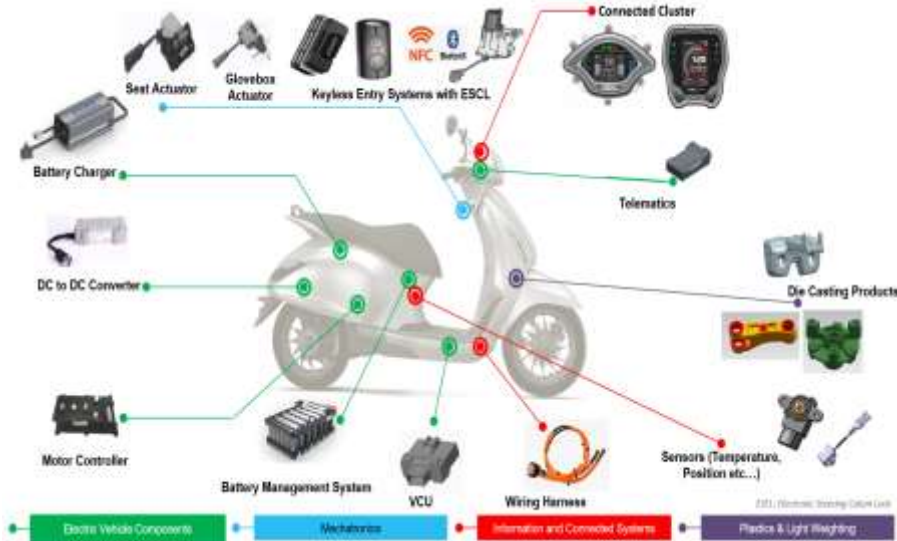 Connected Cluster
NFC
Bluetooth
Seat Actuator
Glovebox
Actuator
Keyless Entry Systems with ESCL
Battery Charger
Telematics
DC to DC Converter
Die Casting Products
Motor Controller
Battery Management System
VCU
Wiring Harness
Sensors (Temperature,
Position etc...)
Electronic Steering Column Lock
Electro Vehicle Components
Mechatronics
Information and Connected Systems
Plastics & Light Weighting